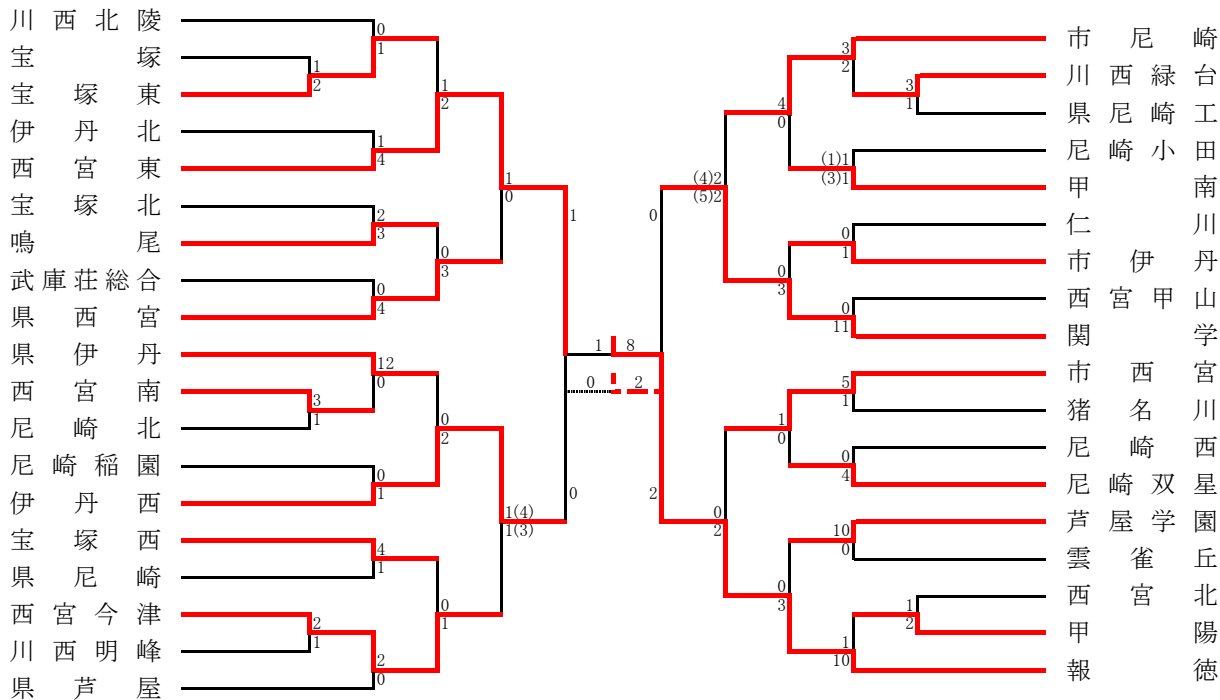 川西北陵
宝塚
宝塚東
伊丹北
西宮東
宝塚北
鳴尾
武庫荘総合
県西宮
県伊丹
西宮南
尼崎北
尼崎稲園
伊丹西
宝塚西
県尼崎
西宮今津
川西明峰
県芦屋
0
1
1
2
1
4
2
3
0
4
12
0
3
1
0
1
4
1
2
1
2
0
1
2
0
3
0
2
0
1
1
0
1(4)
1(3)
1
0
1
8
0
2
0
2
(4)2
(5)2
0
2
4
0
0
3
1
0
0
3
3
2
3
1
(1)1
(3)1
0
1
0
11
5
1
0
4
10
0
1
2
1
10
市尼崎
川西緑台
県尼崎工
尼崎小田
甲南
仁川
市伊丹
西宮甲山
関学
市西宮
猪名川
尼崎西
尼崎双星
芦屋学園
雲雀丘
西宮北
甲陽
報徳